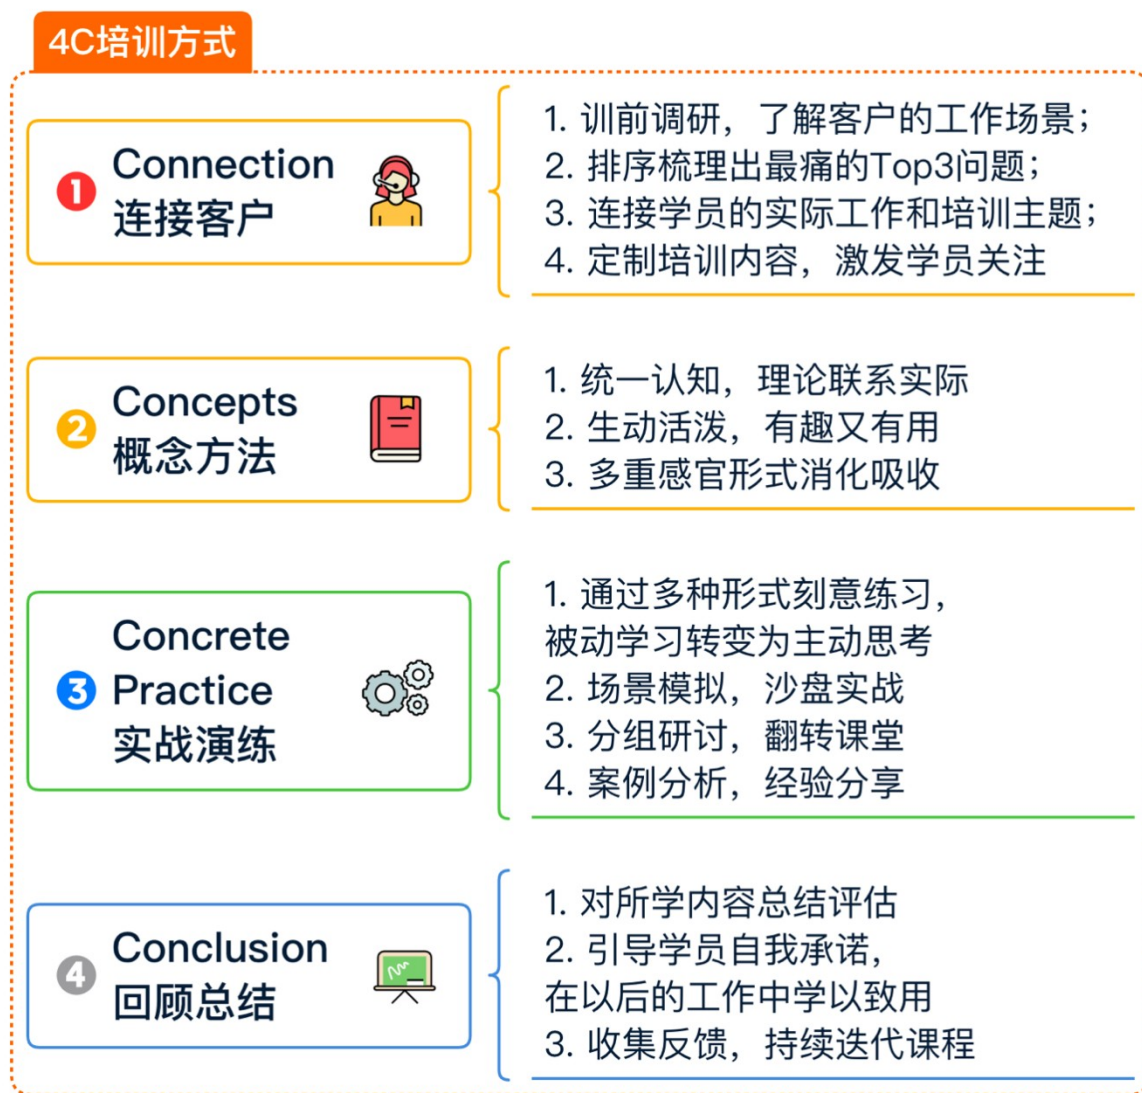 4C培训方式
1
Connection
连接客户
1. 训前调研，了解客户的工作场景；
2. 排序梳理出最痛的Top3问题；
3. 连接学员的实际工作和培训主题；
4. 定制培训内容，激发学员关注
2
Concepts
概念方法
1. 统一认知，理论联系实际
2. 生动活泼，有趣又有用
3. 多重感官形式消化吸收
3
Concrete
Practice
实战演练
1. 通过多种形式刻意练习，
被动学习转变为主动思考
2. 场景模拟，沙盘实战
3. 分组研讨，翻转课堂
4. 案例分析，经验分享
4
Conclusion
回顾总结
1. 对所学内容总结评估
2. 引导学员自我承诺，
在以后的工作中学以致用
3. 收集反馈，持续迭代课程